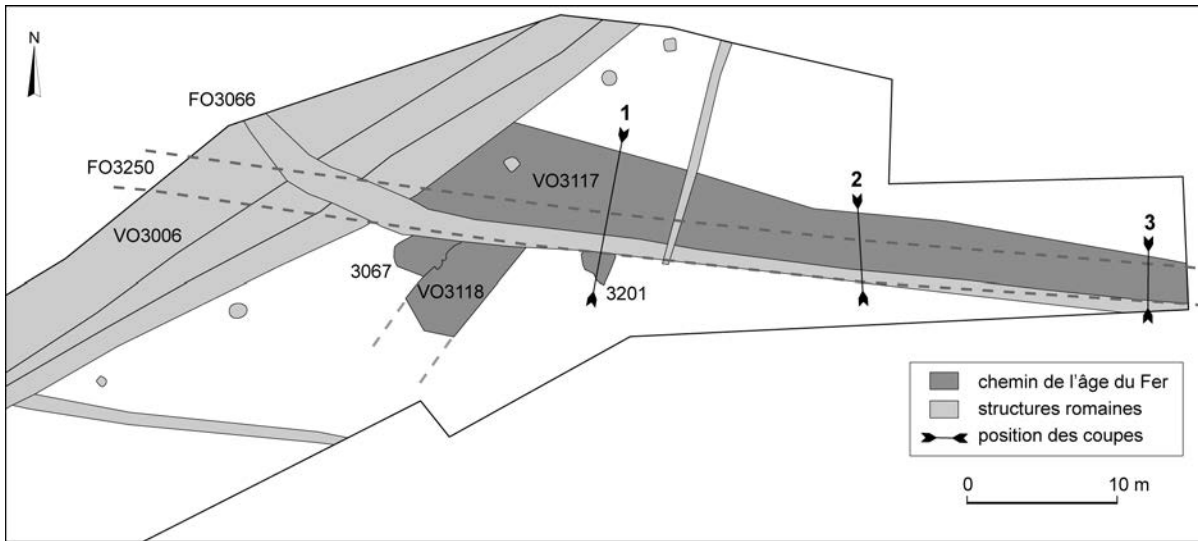 N
FO3066
1
FO3250
VO3117
2
VO3006
3
3067
VO3118
3201
chemin de l'âge du Fer
structures romaines
position des coupes
0 10 m